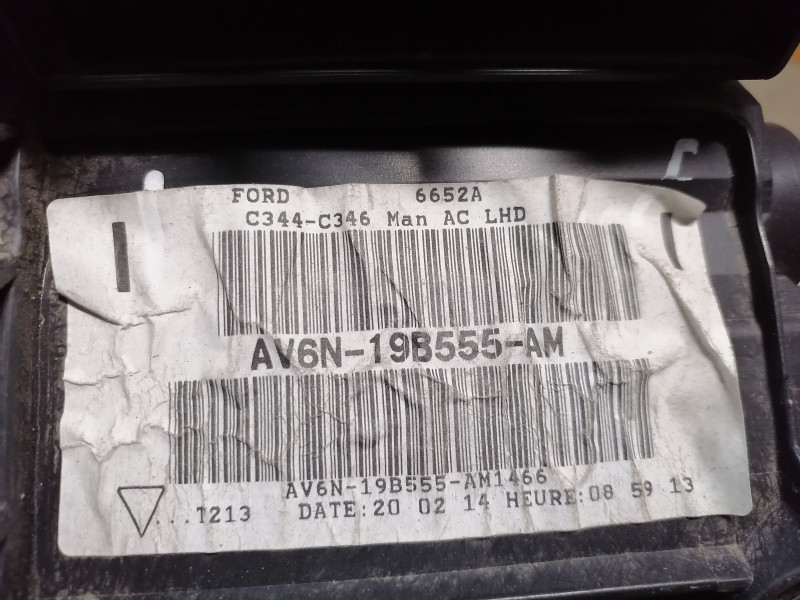 FORD 6652A
C344-C346 Man AC LHD
AV6N-19B555-AM
AV6N-19B555-AM1466
...T213 DATE:20 02 14 HEURE:08 59 13